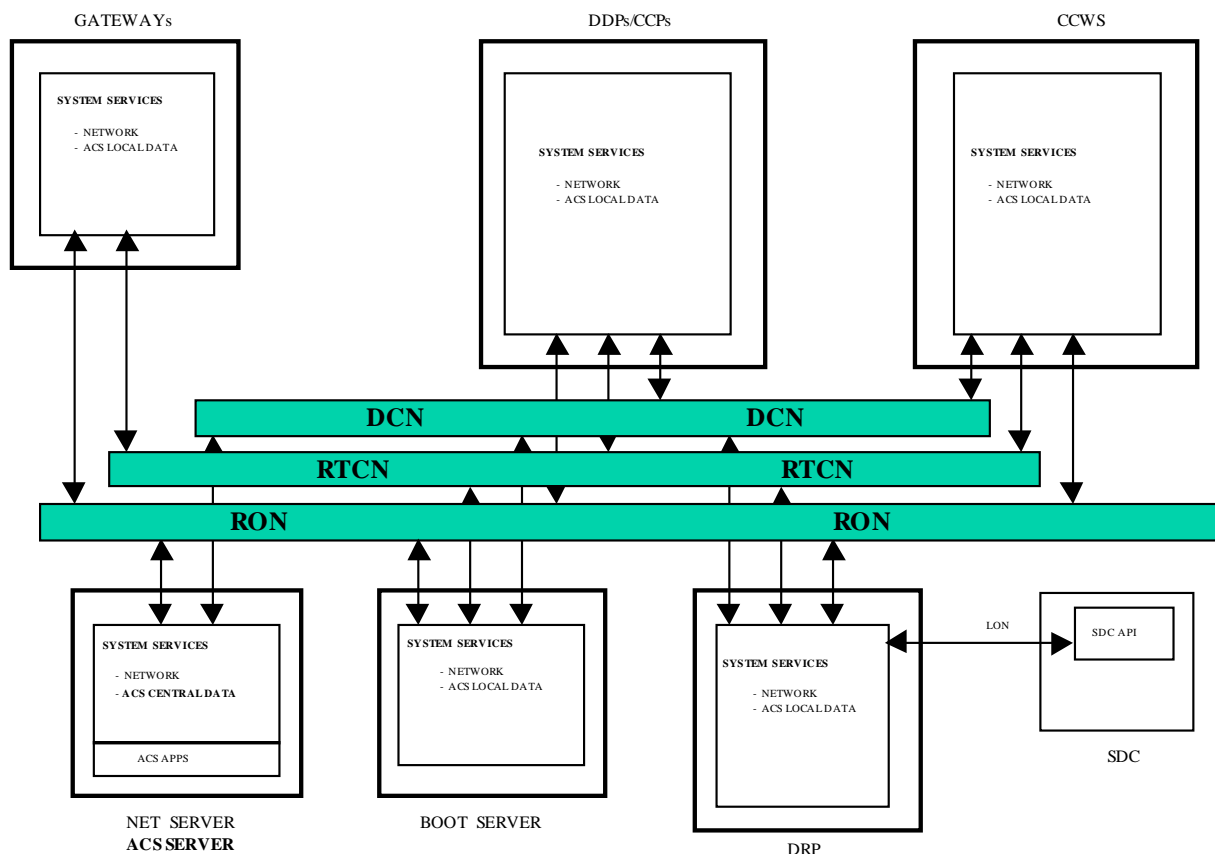 GATEWAYs
DDPs/CCPs
CCWS
SYSTEM SERVICES
- NETWORK
- ACS LOCAL DATA
SYSTEM SERVICES
- NETWORK
- ACS LOCAL DATA
SYSTEM SERVICES
- NETWORK
- ACS LOCAL DATA
DCN DCN
RTCN RTCN
RON RON
SYSTEM SERVICES
- NETWORK
- ACS CENTRAL DATA
ACS APPS
NET SERVER
ACS SERVER
SYSTEM SERVICES
- NETWORK
- ACS LOCAL DATA
BOOT SERVER
SYSTEM SERVICES
- NETWORK
- ACS LOCAL DATA
DRP
LON
SDC API
SDC